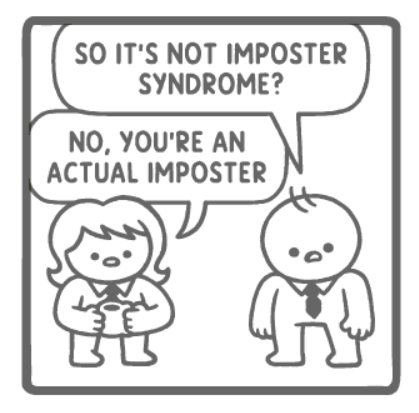 SO IT'S NOT IMPOSTER
SYNDROME?
NO, YOU'RE AN
ACTUAL IMPOSTER